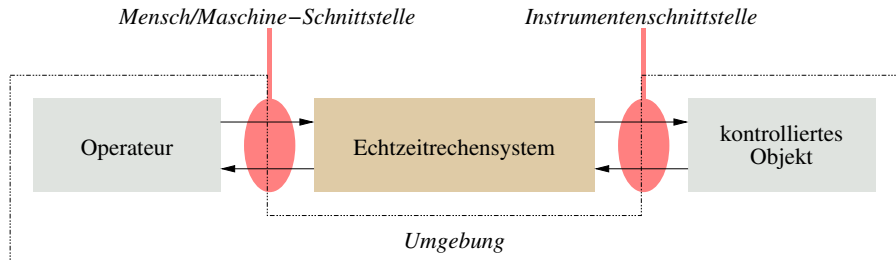 Mensch/Maschine−Schnittstelle
Instrumentenschnittstelle
Operateur
Echtzeitrechensystem
kontrolliertes
Objekt
Umgebung